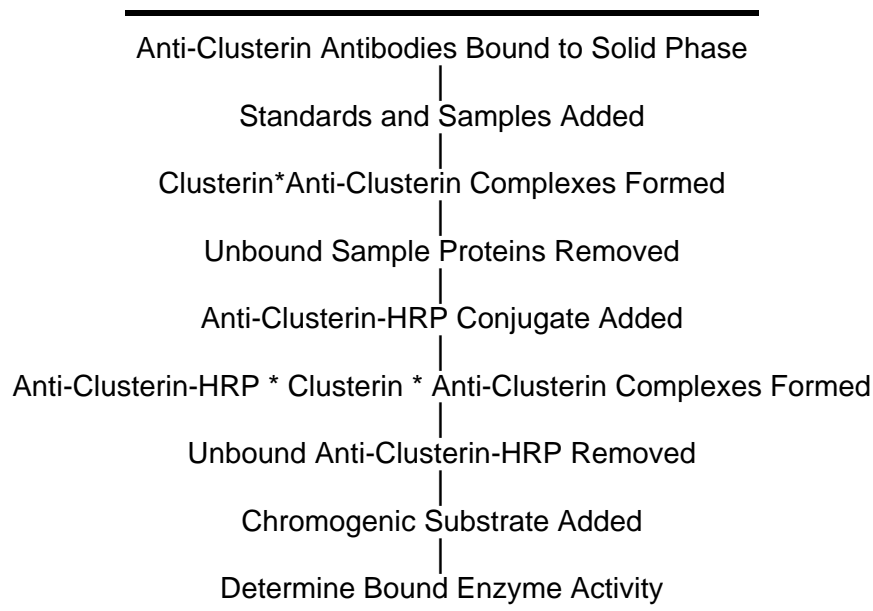 Anti-Clusterin Antibodies Bound to Solid Phase
Standards and Samples Added
Clusterin*Anti-Clusterin Complexes Formed
Unbound Sample Proteins Removed
Anti-Clusterin-HRP Conjugate Added
Anti-Clusterin-HRP * Clusterin * Anti-Clusterin Complexes Formed
Unbound Anti-Clusterin-HRP Removed
Chromogenic Substrate Added
Determine Bound Enzyme Activity